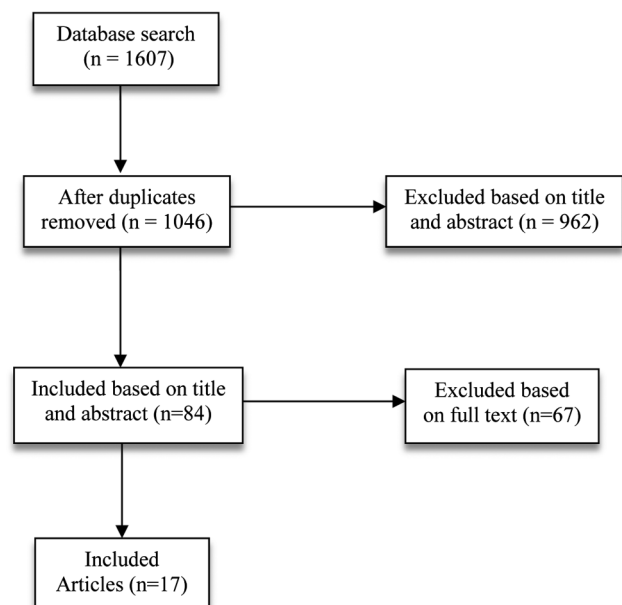 Database search
(n = 1607)
After duplicates
removed (n = 1046)
Excluded based on title
and abstract (n = 962)
Included based on title
and abstract (n=84)
Excluded based
on full text (n=67)
Included
Articles (n=17)